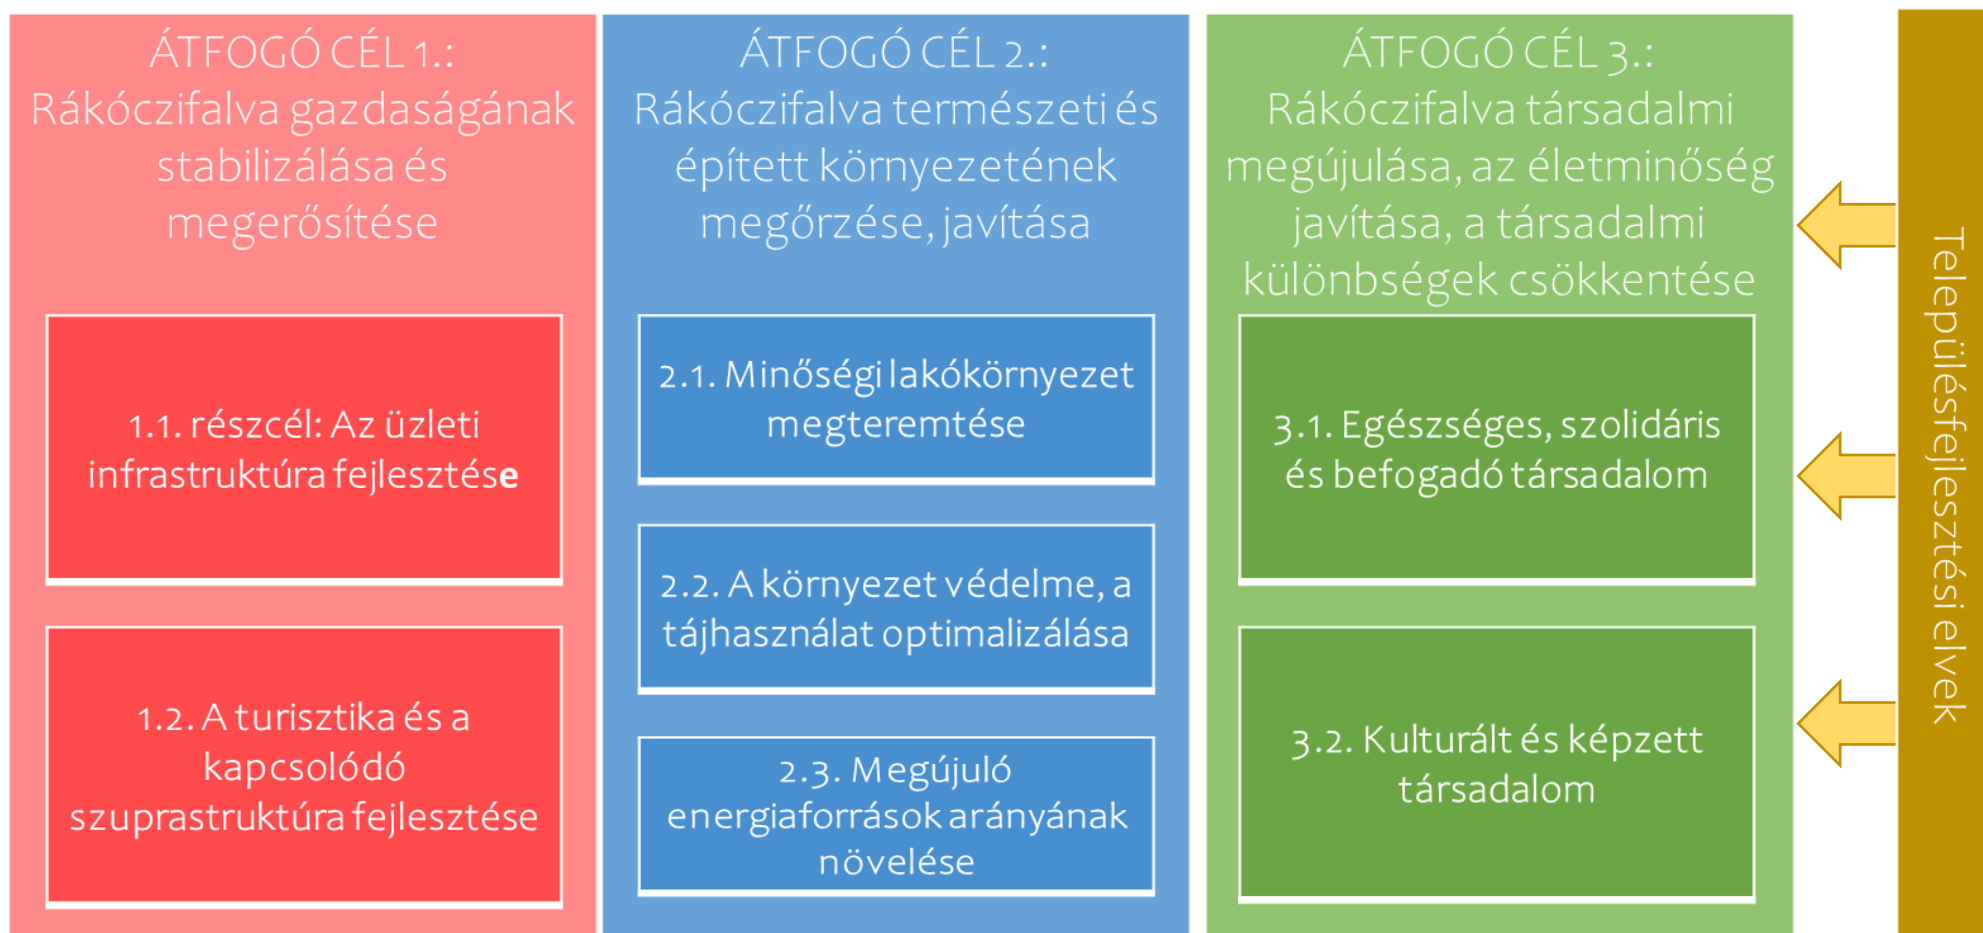 ÁTFOGÓ CÉL 1.:
Rákóczifalva gazdaságának
stabilizálása és
megerősítése
1.1. részcél: Az üzleti
infrastruktúra fejlesztése
1.2. A turisztika és a
kapcsolódó
szuprastruktúra fejlesztése
ÁTFOGÓ CÉL 2.:
Rákóczifalva természeti és
épített környezetének
megőrzése, javítása
2.1. Minőségi lakókörnyezet
megteremtése
2.2. A környezet védelme, a
tájhasználat optimalizálása
2.3. Megújuló
energiaforrások arányának
növelése
ÁTFOGÓ CÉL 3.:
Rákóczifalva társadalmi
megújulása, az életminőség
javítása, a társadalmi
különbségek csökkentése
3.1. Egészséges, szolidáris
és befogadó társadalom
3.2. Kulturált és képzett
társadalom
Településfejlesztési elvek